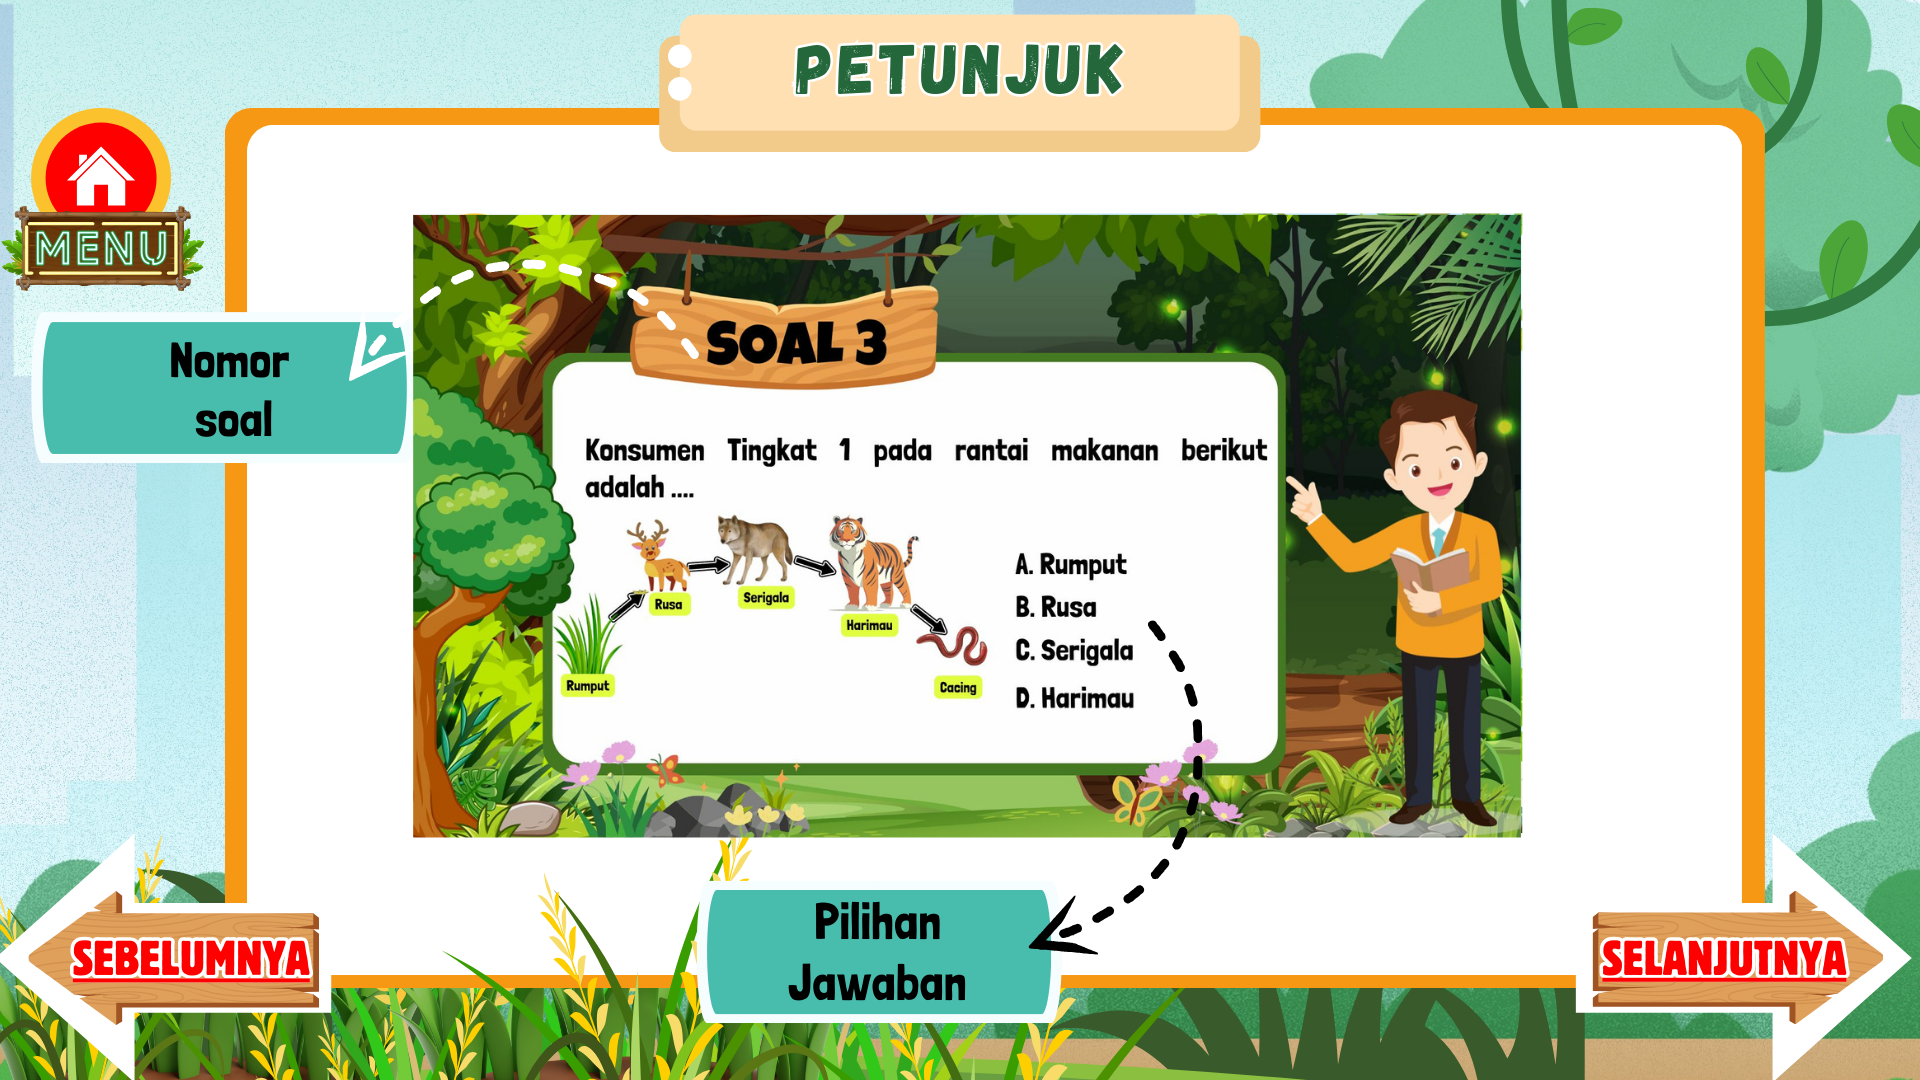 PETUNJUK
MENU
Nomor
soal
SOAL 3
Konsumen Tingkat 1 pada rantai makanan berikut
adalah ....
Rusa
Serigala
Harimau
Rumput
Cacing
A. Rumput
B. Rusa
C. Serigala
D. Harimau
Pilihan
Jawaban
SEBELUMNYA
SELANJUTNYA